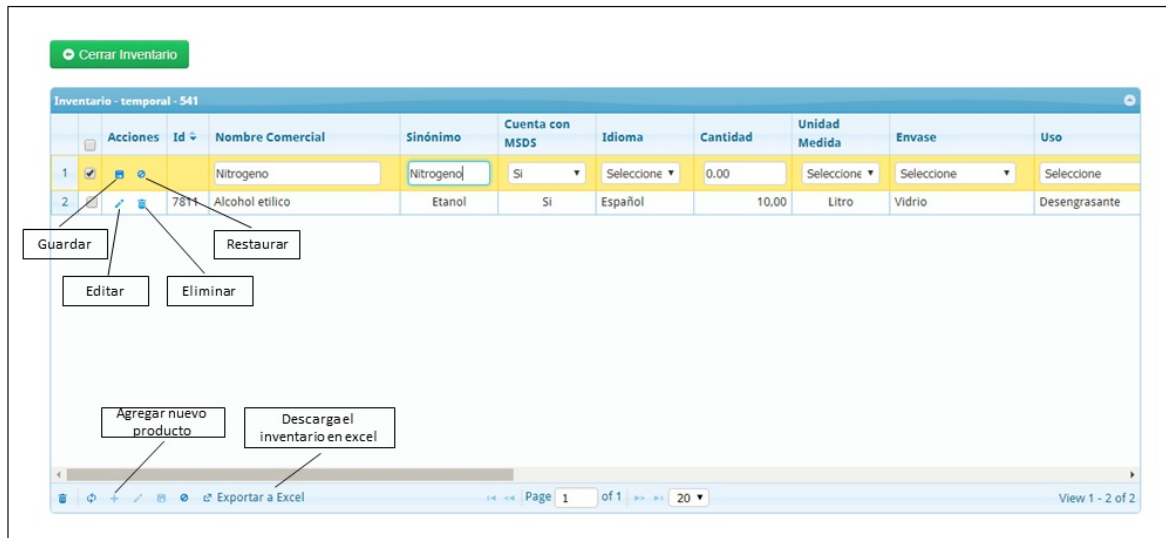 Cerrar Inventario
Inventario - temporal - 541
Acciones Id Nombre Comercial Sinónimo Cuenta con MSDS Idioma Cantidad Unidad Medida Envase Uso
1 Nitrogeno Nitrogeno Si Seleccione 0.00 Seleccione Seleccione Seleccione
2 7811 Alcohol etilico Etanol Si Español 10,00 Litro Vidrio Desengrasante
Guardar
Restaurar
Editar
Eliminar
Agregar nuevo
producto
Descarga el
inventario en excel
Exportar a Excel Page 1 of 1 20 View 1 - 2 of 2